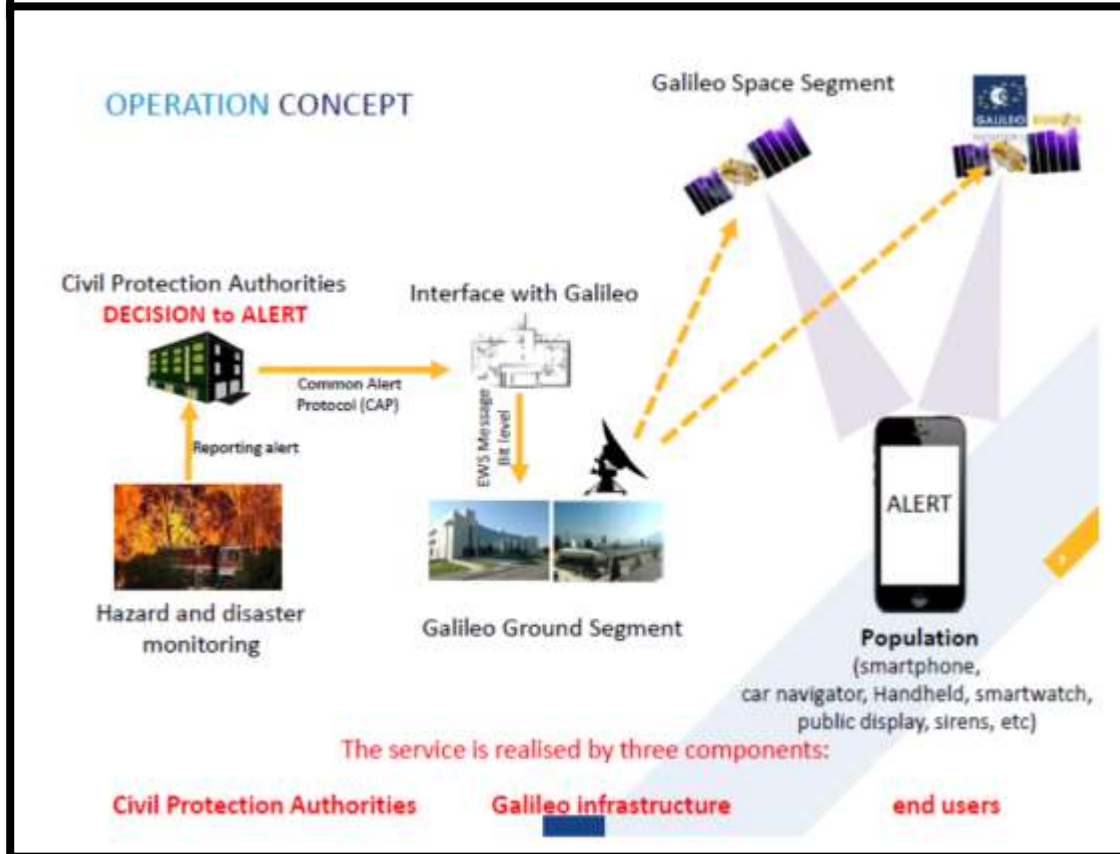 OPERATION CONCEPT
Galileo Space Segment
GALILEO
Civil Protection Authorities
DECISION to ALERT
Interface with Galileo
Common Alert
Protocol (CAP)
EWS Message
Bit level
Reporting alert
ALERT
Hazard and disaster
monitoring
Galileo Ground Segment
Population
(smartphone,
car navigator, Handheld, smartwatch,
public display, sirens, etc)
The service is realised by three components:
Civil Protection Authorities
Galileo infrastructure
end users